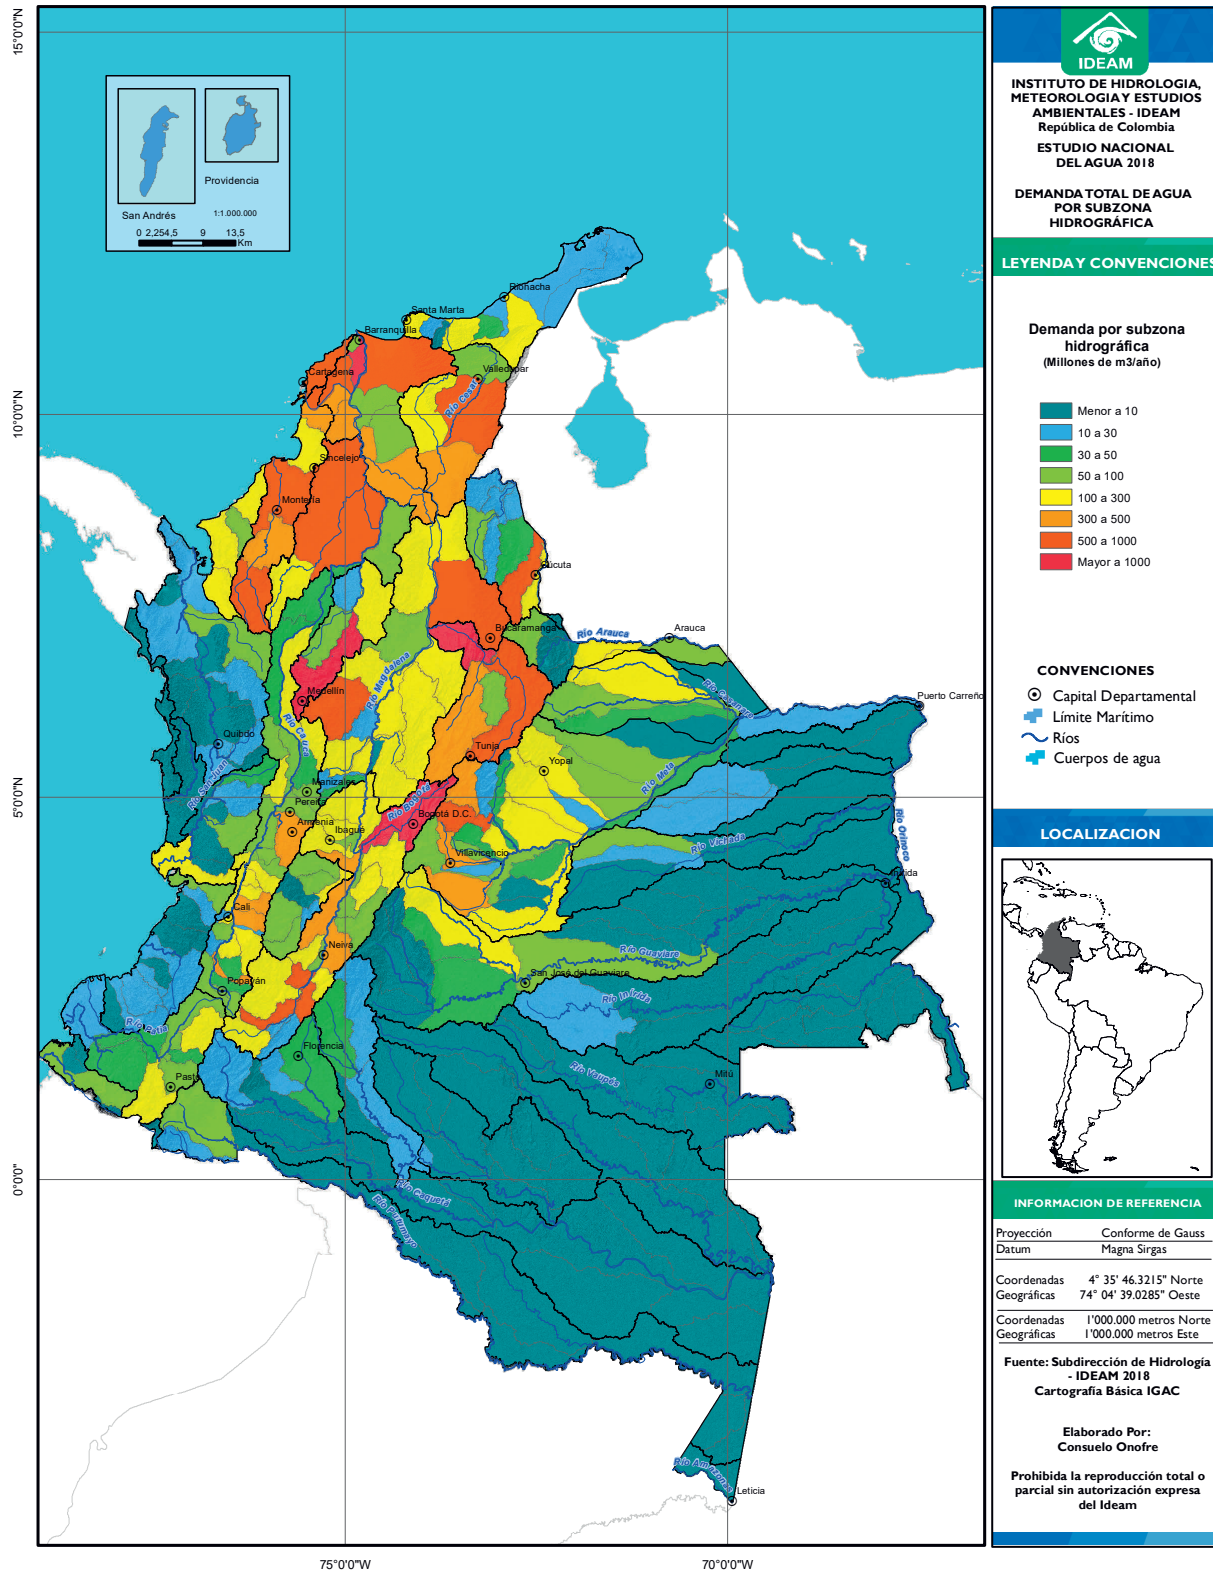 15°0'0"N
10°0'0"N
5°0'0"N
0°0'0"
75°0'0"W
70°0'0"W
San Andrés
Providencia
1:1.000.000
0 2,254,5 9 13,5
Km
Riohacha
Santa Marta
Barranquilla
Cartagena
Valledupar
Río Cesar
Sincelejo
Montería
Cúcuta
Bucaramanga
Río Arauca
Arauca
Río Magdalena
Medellín
Río Casanare
Puerto Carreño
Quibdo
Río Cauca
Tunja
Yopal
Río Meta
Río San Juan
Manizales
Pereira
Río Bogotá
Armenia
Bogotá D.C.
Ibagué
Río Orinoco
Río Vichada
Villavicencio
Inírida
Cali
Neiva
Río Guaviare
San José del Guaviare
Popayán
Río Inírida
Río Patía
Florencia
Río Vaupés
Mitú
Pasto
Río Caquetá
Río Putumayo
Río Amazonas
Leticia
IDEAM
INSTITUTO DE HIDROLOGIA,
METEOROLOGIA Y ESTUDIOS
AMBIENTALES - IDEAM
República de Colombia
ESTUDIO NACIONAL
DEL AGUA 2018
DEMANDA TOTAL DE AGUA
POR SUBZONA
HIDROGRÁFICA
LEYENDA Y CONVENCIONES
Demanda por subzona
hidrográfica
(Millones de m3/año)
Menor a 10
10 a 30
30 a 50
50 a 100
100 a 300
300 a 500
500 a 1000
Mayor a 1000
CONVENCIONES
Capital Departamental
Límite Marítimo
Ríos
Cuerpos de agua
LOCALIZACION
INFORMACION DE REFERENCIA
Proyección Conforme de Gauss
Datum Magna Sirgas
Coordenadas 4° 35' 46.3215" Norte
Geográficas 74° 04' 39.0285" Oeste
Coordenadas 1'000.000 metros Norte
Geográficas 1'000.000 metros Este
Fuente: Subdirección de Hidrología
- IDEAM 2018
Cartografía Básica IGAC
Elaborado Por:
Consuelo Onofre
Prohibida la reproducción total o
parcial sin autorización expresa
del Ideam